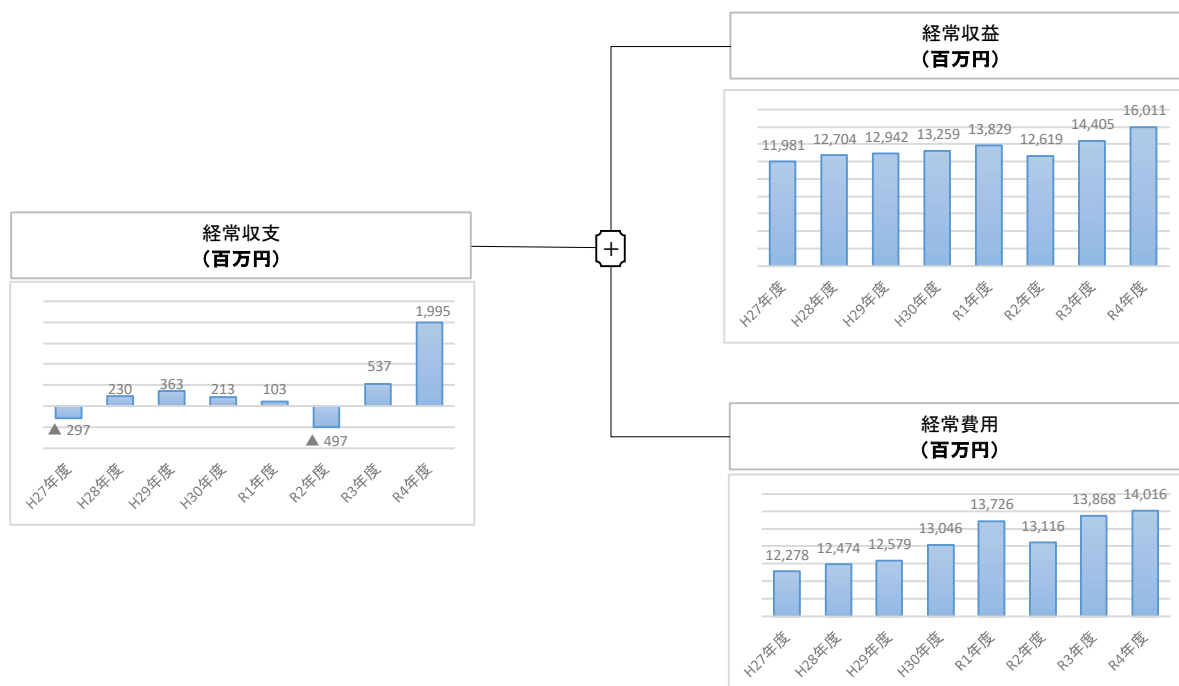 経常収益
（百万円）
11,981
12,704
12,942
13,259
13,829
12,619
14,405
16,011
H27年度
H28年度
H29年度
H30年度
R1年度
R2年度
R3年度
R4年度
経常収支
（百万円）
+
▲ 297
230
363
213
103
▲ 497
537
1,995
H27年度
H28年度
H29年度
H30年度
R1年度
R2年度
R3年度
R4年度
経常費用
（百万円）
12,278
12,474
12,579
13,046
13,726
13,116
13,868
14,016
H27年度
H28年度
H29年度
H30年度
R1年度
R2年度
R3年度
R4年度